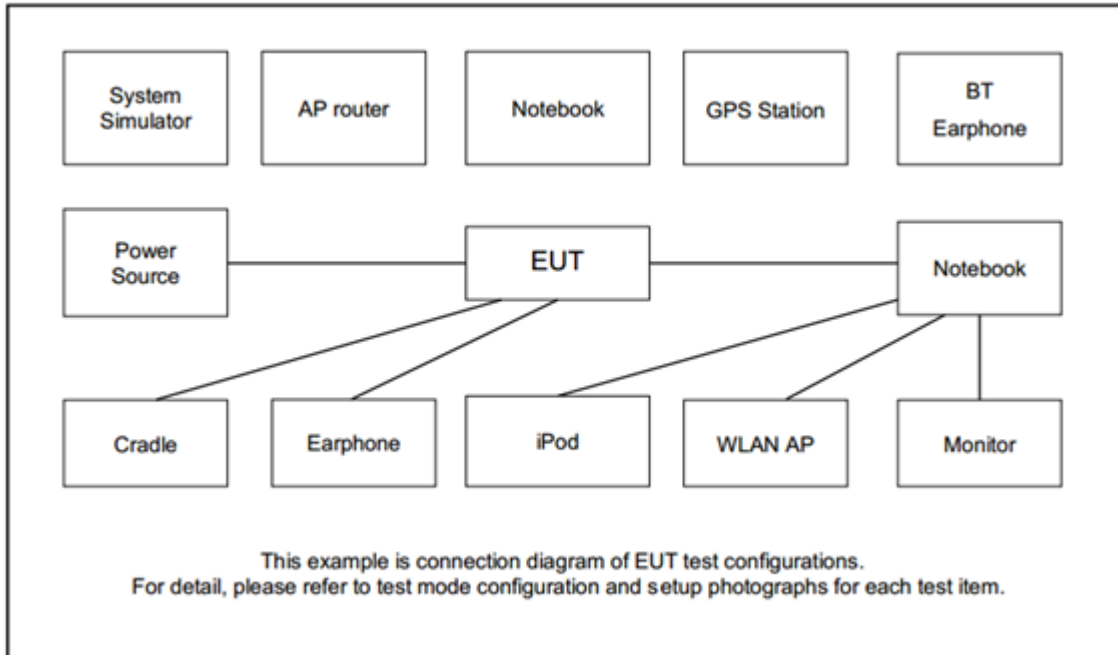 System
Simulator
AP router
Notebook
GPS Station
BT
Earphone
Power
Source
EUT
Notebook
Cradle
Earphone
iPod
WLAN AP
Monitor
This example is connection diagram of EUT test configurations.
For detail, please refer to test mode configuration and setup photographs for each test item.